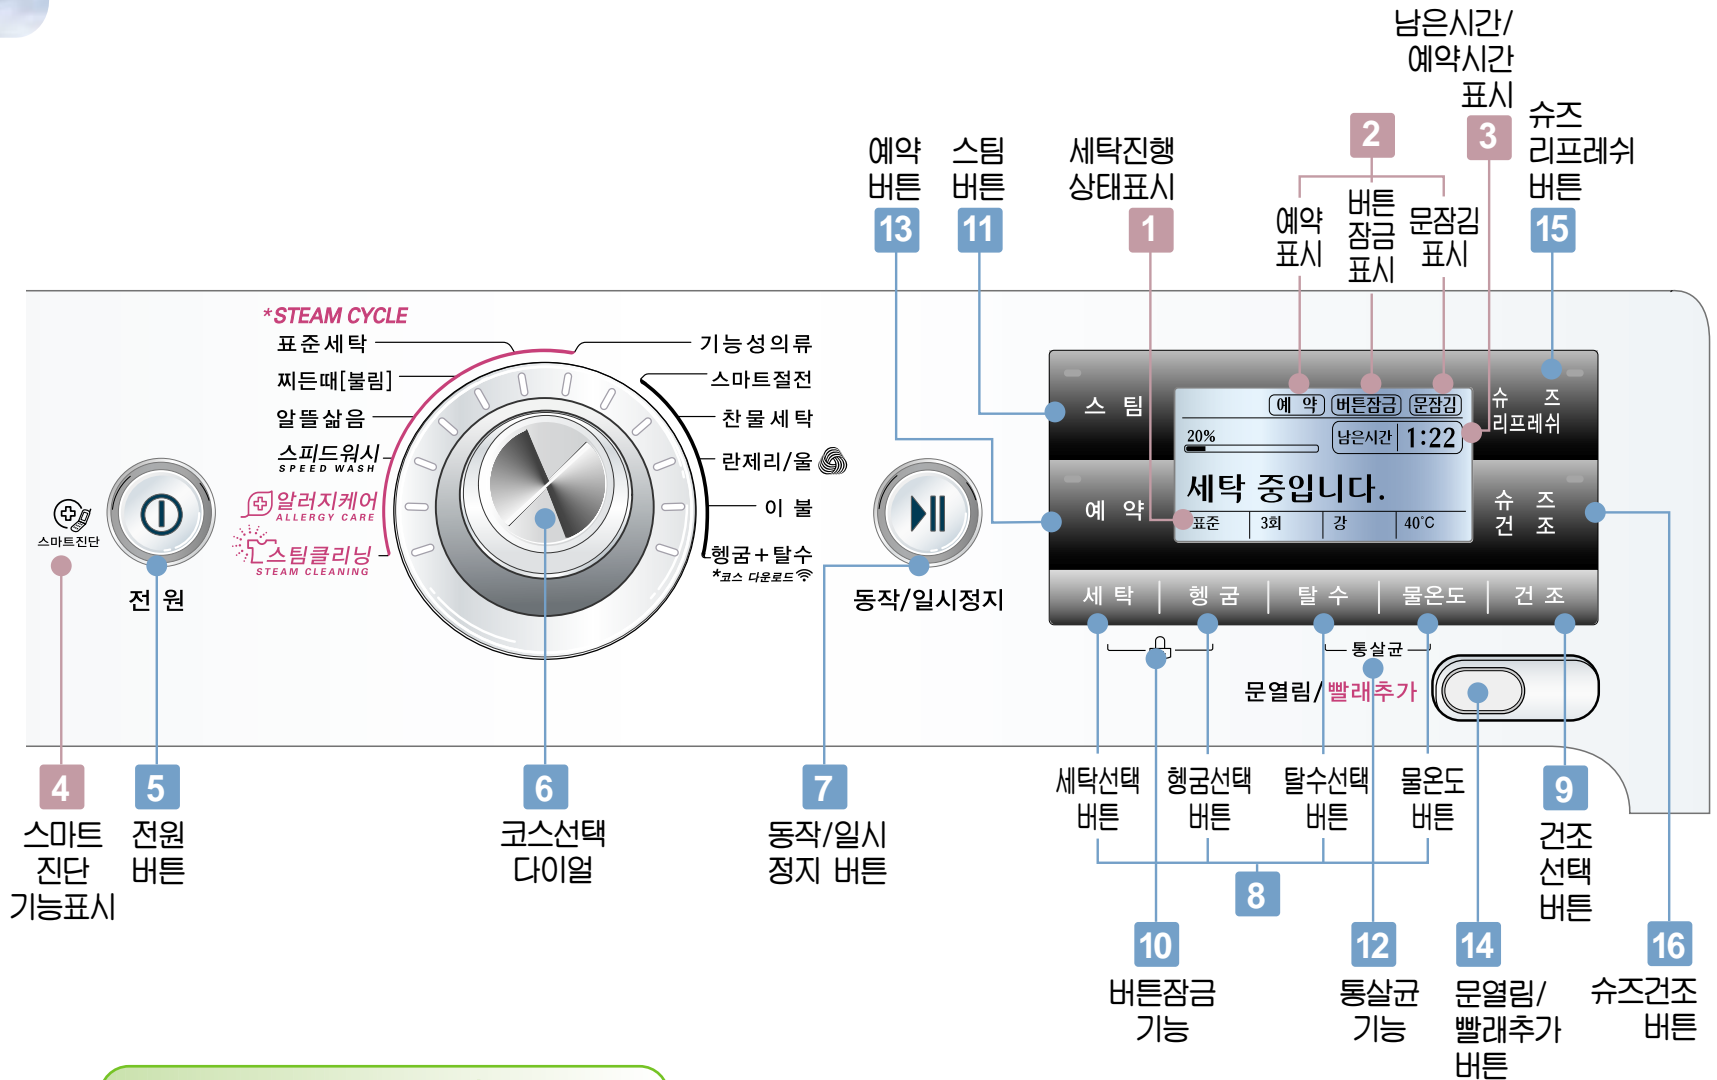 남은시간/
예약시간
표시
3
슈즈
리프레쉬
버튼
15
예약
버튼
13
스팀
버튼
11
세탁진행
상태표시
1
2
예약
표시
버튼
잠금
표시
문잠김
표시
*STEAM CYCLE
표준세탁
찌든때[불림]
알뜰삶음
스피드워시
SPEED WASH
알러지케어
ALLERGY CARE
스팀클리닝
STEAM CLEANING
기능성의류
스마트절전
찬물세탁
란제리/울
이불
헹굼+탈수
*코스 다운로드
스마트진단
전원
동작/일시정지
스팀
예약
예약 버튼잠금 문잠김
20%
남은시간 1:22
세탁 중입니다.
표준 3회 강 40°C
슈즈
리프레쉬
슈즈
건조
세탁 헹굼 탈수 물온도 건조
통살균
문열림/빨래추가
4
스마트
진단
기능표시
5
전원
버튼
6
코스선택
다이얼
7
동작/일시
정지 버튼
세탁선택
버튼
헹굼선택
버튼
탈수선택
버튼
물온도
버튼
8
9
건조
선택
버튼
10
버튼잠금
기능
12
통살균
기능
14
문열림/
빨래추가
버튼
16
슈즈건조
버튼